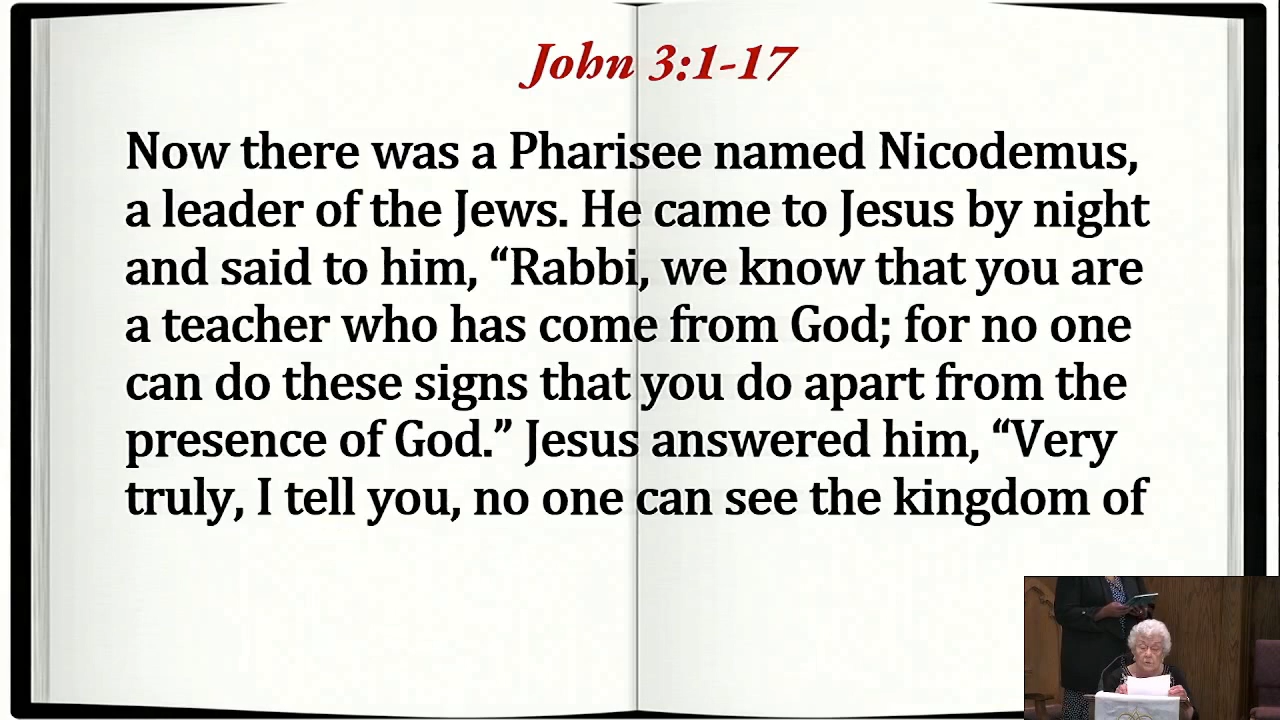 John 3:1-17
Now there was a Pharisee named Nicodemus,
a leader of the Jews. He came to Jesus by night
and said to him, “Rabbi, we know that you are
a teacher who has come from God; for no one
can do these signs that you do apart from the
presence of God.” Jesus answered him, “Very
truly, I tell you, no one can see the kingdom of